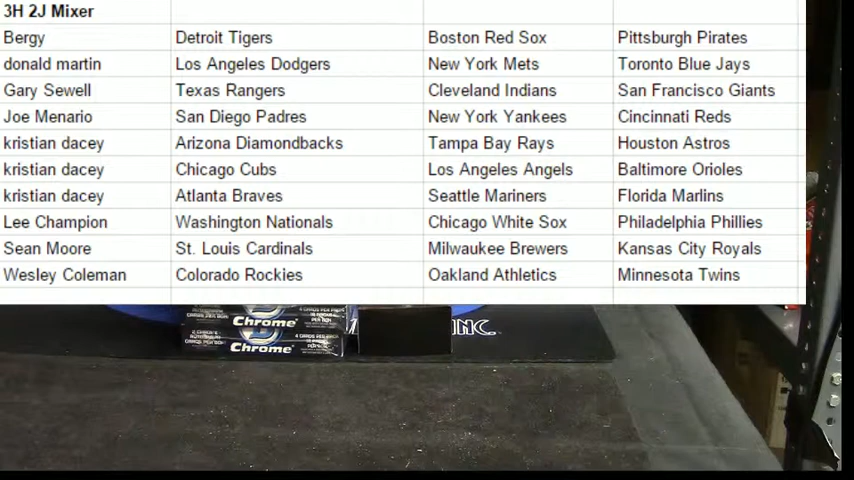 3H 2J Mixer
Bergy Detroit Tigers Boston Red Sox Pittsburgh Pirates
donald martin Los Angeles Dodgers New York Mets Toronto Blue Jays
Gary Sewell Texas Rangers Cleveland Indians San Francisco Giants
Joe Menario San Diego Padres New York Yankees Cincinnati Reds
kristian dacey Arizona Diamondbacks Tampa Bay Rays Houston Astros
kristian dacey Chicago Cubs Los Angeles Angels Baltimore Orioles
kristian dacey Atlanta Braves Seattle Mariners Florida Marlins
Lee Champion Washington Nationals Chicago White Sox Philadelphia Phillies
Sean Moore St. Louis Cardinals Milwaukee Brewers Kansas City Royals
Wesley Coleman Colorado Rockies Oakland Athletics Minnesota Twins
Chrome
INC.
Chrome